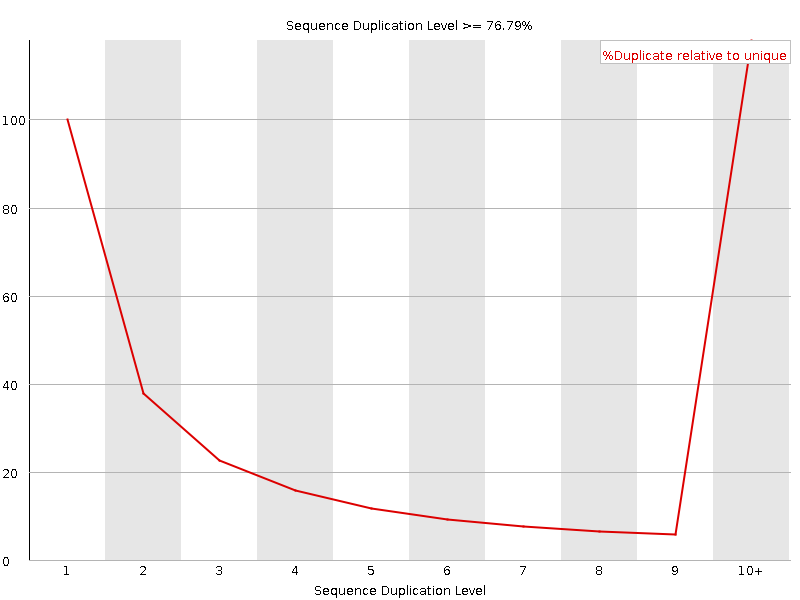 Sequence Duplication Level >= 76.79%
%Duplicate relative to unique
100
80
60
40
20
0
1 2 3 4 5 6 7 8 9 10+
Sequence Duplication Level